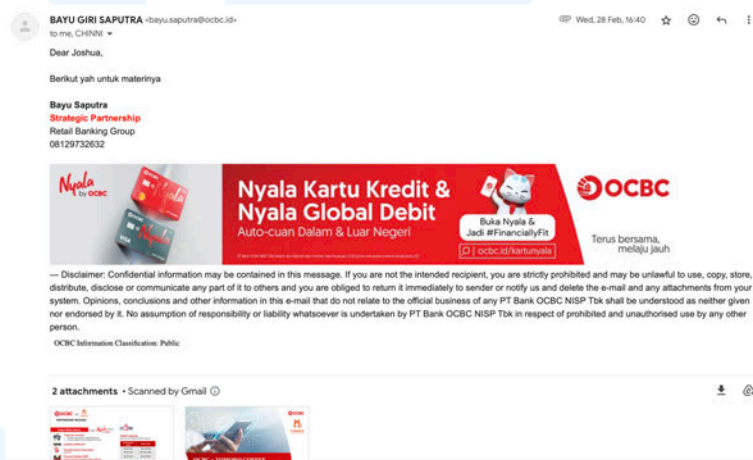 BAYU GIRI SAPUTRA <bayu.saputra@ocbc.id>
Wed, 28 Feb, 16:40
to me, CHINNI
Dear Joshua,
Berikut yah untuk materinya
Bayu Saputra
Strategic Partnership
Retail Banking Group
08129732632
Nyala
by OCBC
Nyala Kartu Kredit &
Nyala Global Debit
Auto-cuan Dalam & Luar Negeri
Buka Nyala &
Jadi #FinanciallyFit
ocbc.id/kartunyala
OCBC
Terus bersama,
melaju jauh
--- Disclaimer: Confidential information may be contained in this message. If you are not the intended recipient, you are strictly prohibited and may be unlawful to use, copy, store,
distribute, disclose or communicate any part of it to others and you are obliged to return it immediately to sender or notify us and delete the e-mail and any attachments from your
system. Opinions, conclusions and other information in this e-mail that do not relate to the official business of any PT Bank OCBC NISP Tbk shall be understood as neither given
nor endorsed by it. No assumption of responsibility or liability whatsoever is undertaken by PT Bank OCBC NISP Tbk in respect of prohibited and unauthorised use by any other
person.
OCBC Information Classification: Public
2 attachments • Scanned by Gmail